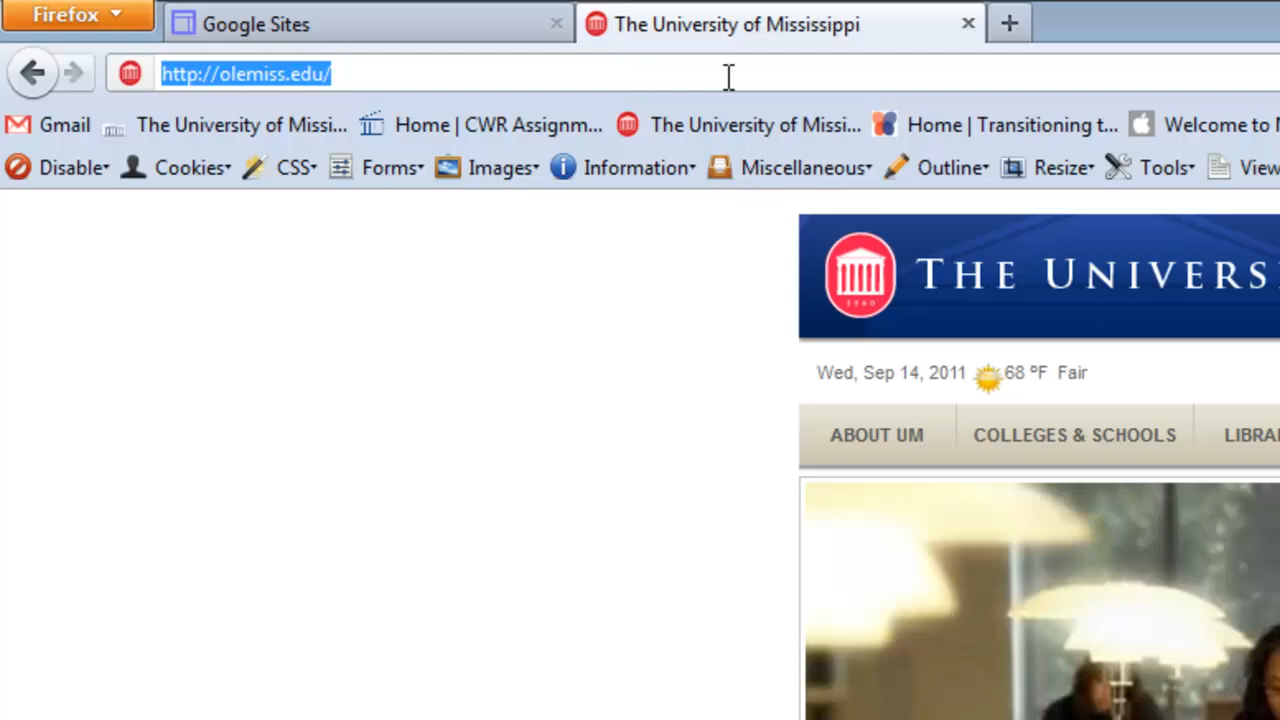 Firefox
Google Sites
The University of Mississippi
http://olemiss.edu/
Gmail The University of Missi... Home | CWR Assignm... The University of Missi... Home | Transitioning t... Welcome to
Disable Cookies CSS Forms Images Information Miscellaneous Outline Resize Tools View
THE UNIVERS
1848
Wed, Sep 14, 2011 68 ºF Fair
ABOUT UM COLLEGES & SCHOOLS LIBRA